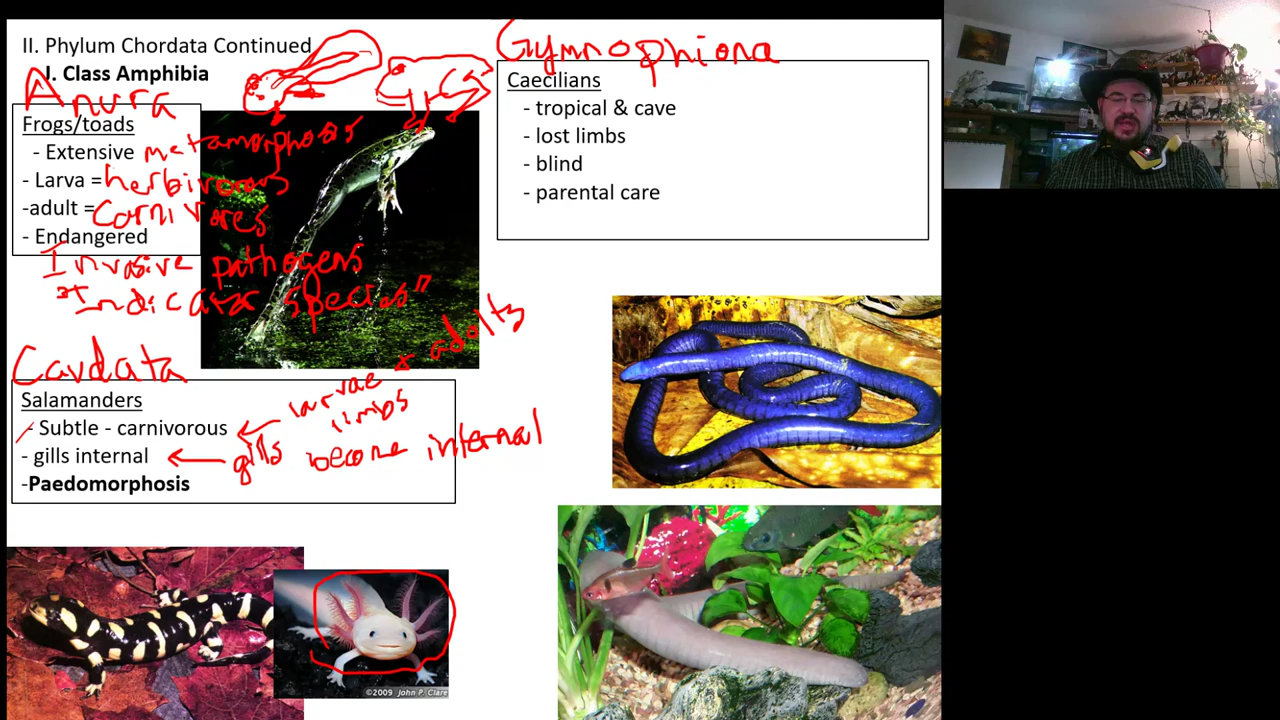 II. Phylum Chordata Continued
I. Class Amphibia
Anura
Frogs/toads
- Extensive metamorphosis
- Larva = herbivorous
-adult = Carnivores
- Endangered
Invasive pathogens
"Indicator species"
Caudata
Salamanders
- Subtle - carnivorous
larvae & adults
limbs
- gills internal
gills become internal
-Paedomorphosis
Gymnophiona
Caecilians
- tropical & cave
- lost limbs
- blind
- parental care
©2009 John P. Clare